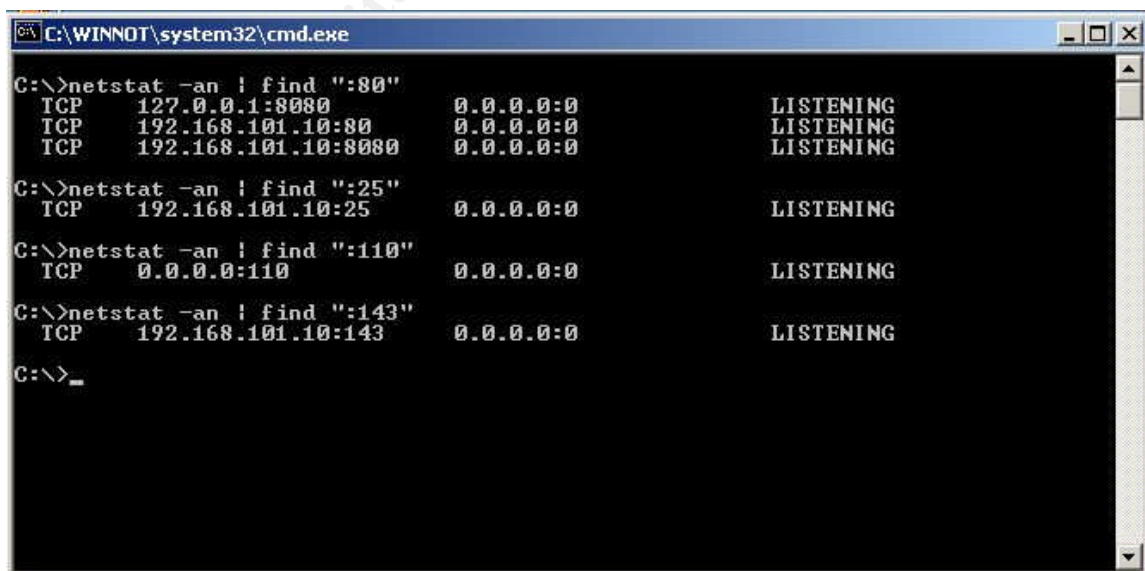 C:\WINNOT\system32\cmd.exe
C:\>netstat -an | find ":80"
TCP 127.0.0.1:8080 0.0.0.0:0 LISTENING
TCP 192.168.101.10:80 0.0.0.0:0 LISTENING
TCP 192.168.101.10:8080 0.0.0.0:0 LISTENING
C:\>netstat -an | find ":25"
TCP 192.168.101.10:25 0.0.0.0:0 LISTENING
C:\>netstat -an | find ":110"
TCP 0.0.0.0:110 0.0.0.0:0 LISTENING
C:\>netstat -an | find ":143"
TCP 192.168.101.10:143 0.0.0.0:0 LISTENING
C:\>_